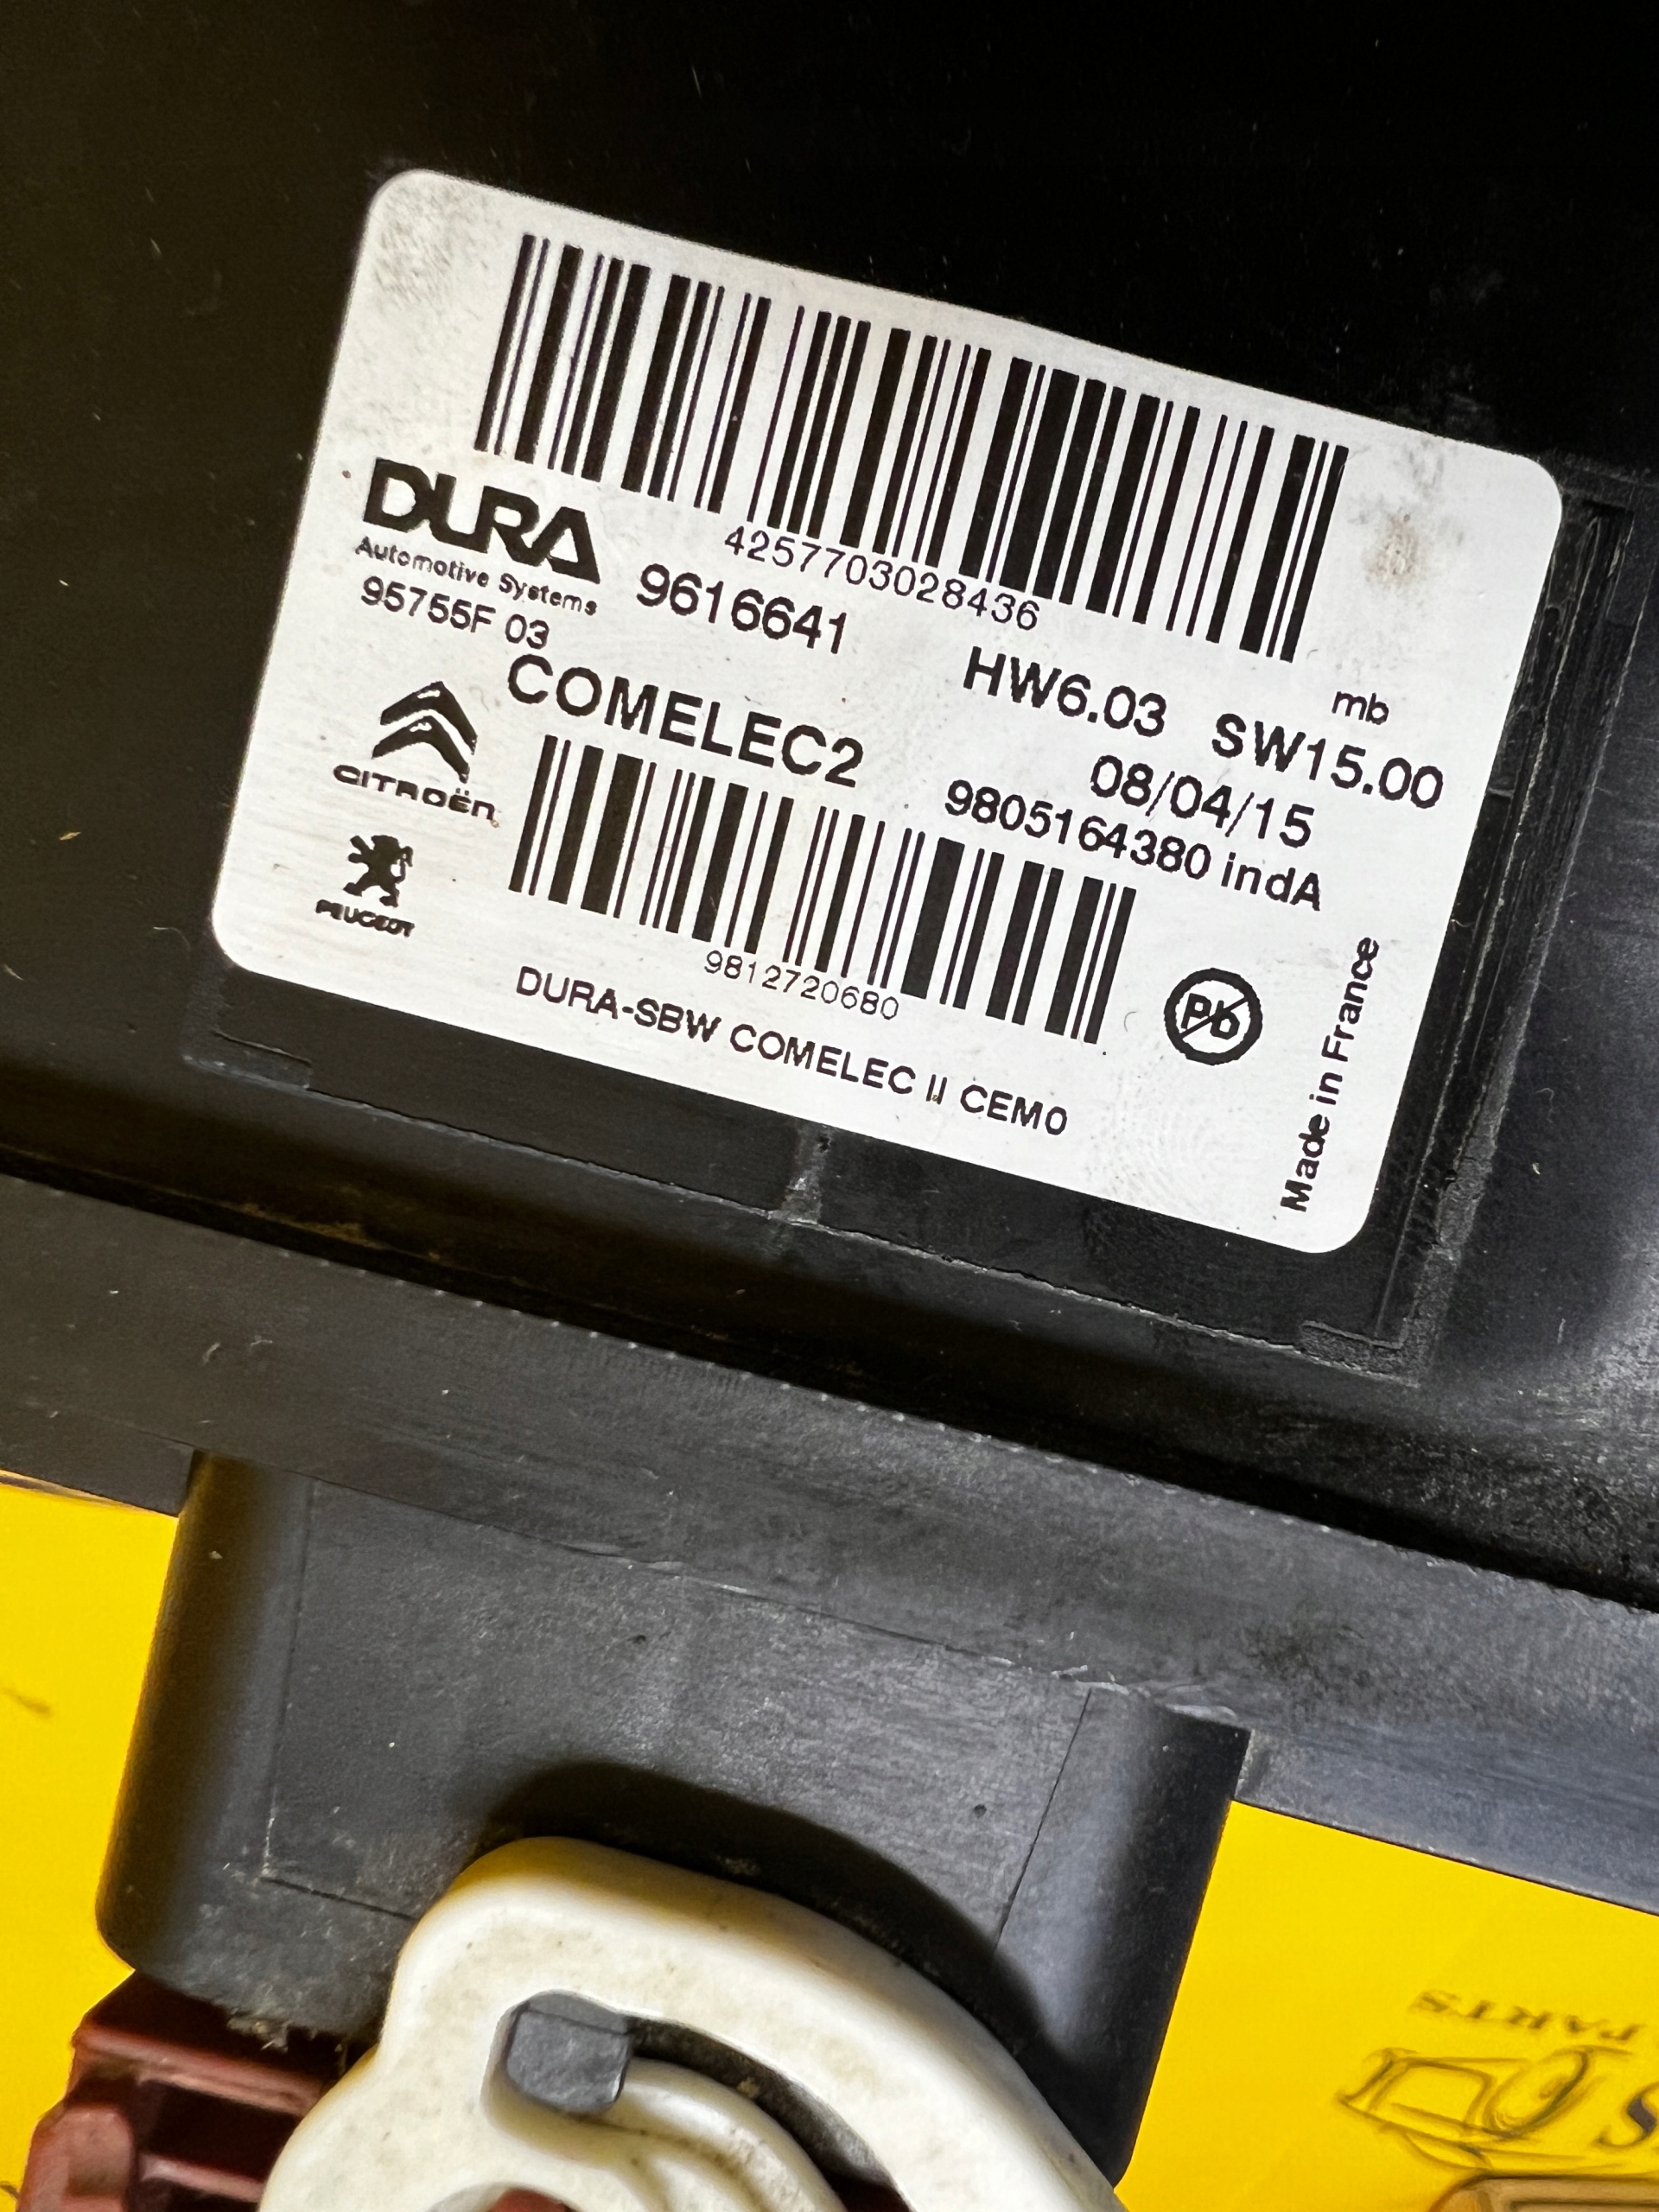 4257703028436
DURA
Automotive Systems
95755F 03
9616641
HW6.03 SW15.00
mb
COMELEC2
08/04/15
9805164380 indA
CITROËN
PEUGEOT
9812720680
DURA-SBW COMELEC II CEM0
Pb
Made in France
PARTS